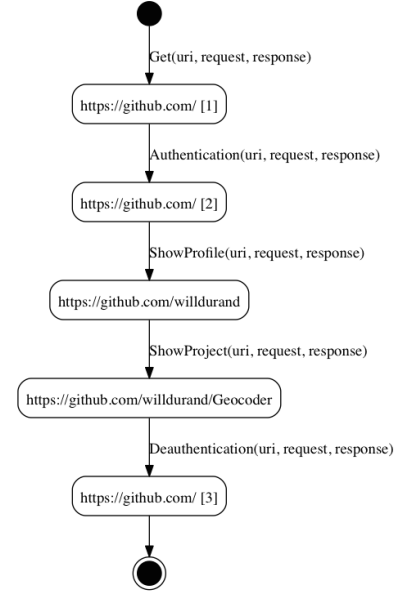 Get(uri, request, response)
https://github.com/ [1]
Authentication(uri, request, response)
https://github.com/ [2]
ShowProfile(uri, request, response)
https://github.com/willdurand
ShowProject(uri, request, response)
https://github.com/willdurand/Geocoder
Deauthentication(uri, request, response)
https://github.com/ [3]